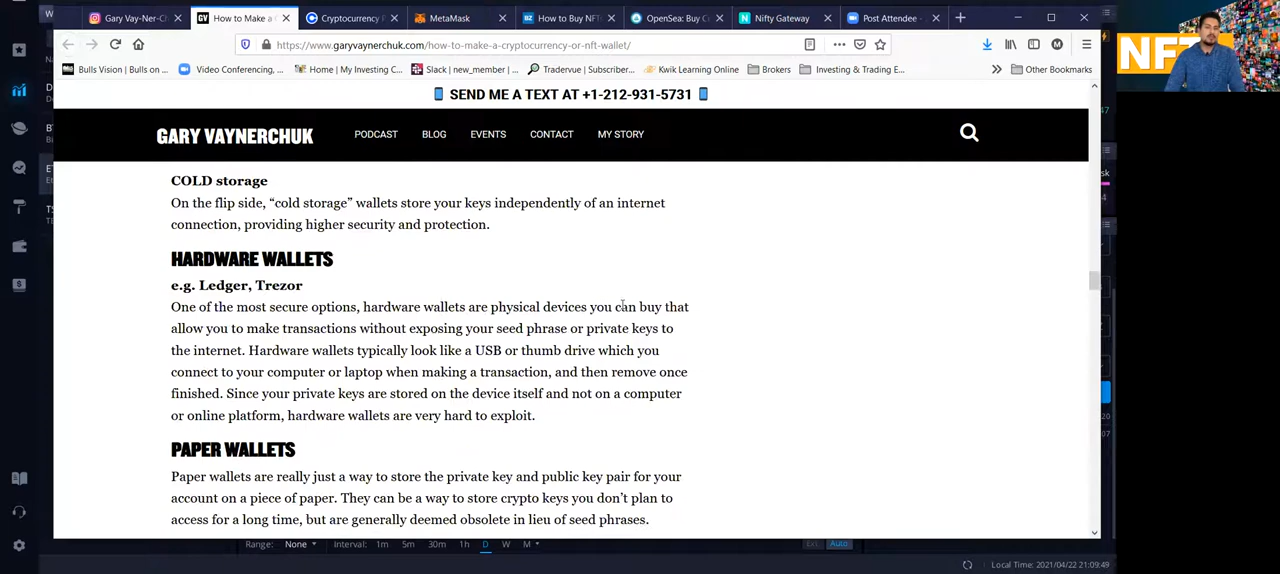 Gary Vay-Ner-Ch
How to Make a C
Cryptocurrency P
MetaMask
How to Buy NFT
OpenSea: Buy C
Nifty Gateway
Post Attendee -
https://www.garyvaynerchuk.com/how-to-make-a-cryptocurrency-or-nft-wallet/
Bulls Vision | Bulls on ...
Video Conferencing, ...
Home | My Investing C...
Slack | new_member | ...
Tradervue | Subscriber...
Kwik Learning Online
Brokers
Investing & Trading E...
Other Bookmarks
SEND ME A TEXT AT +1-212-931-5731
GARY VAYNERCHUK
PODCAST
BLOG
EVENTS
CONTACT
MY STORY
COLD storage
On the flip side, “cold storage” wallets store your keys independently of an internet
connection, providing higher security and protection.
HARDWARE WALLETS
e.g. Ledger, Trezor
One of the most secure options, hardware wallets are physical devices you can buy that
allow you to make transactions without exposing your seed phrase or private keys to
the internet. Hardware wallets typically look like a USB or thumb drive which you
connect to your computer or laptop when making a transaction, and then remove once
finished. Since your private keys are stored on the device itself and not on a computer
or online platform, hardware wallets are very hard to exploit.
PAPER WALLETS
Paper wallets are really just a way to store the private key and public key pair for your
account on a piece of paper. They can be a way to store crypto keys you don’t plan to
access for a long time, but are generally deemed obsolete in lieu of seed phrases.
Range: None
Interval: 1m 5m 30m 1h D W M
Ext. Auto
Local Time: 2021/04/22 21:09:49